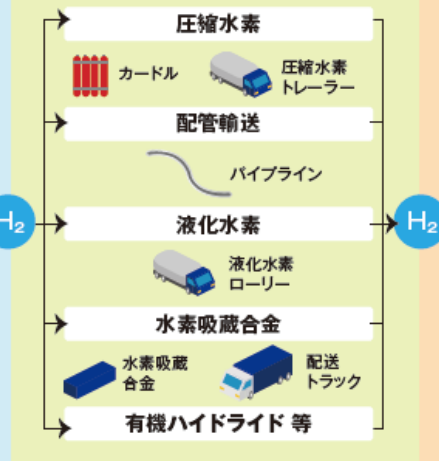 圧縮水素
カードル
圧縮水素
トレーラー
配管輸送
パイプライン
H₂
液化水素
H₂
液化水素
ローリー
水素吸蔵合金
水素吸蔵
合金
配送
トラック
有機ハイドライド 等